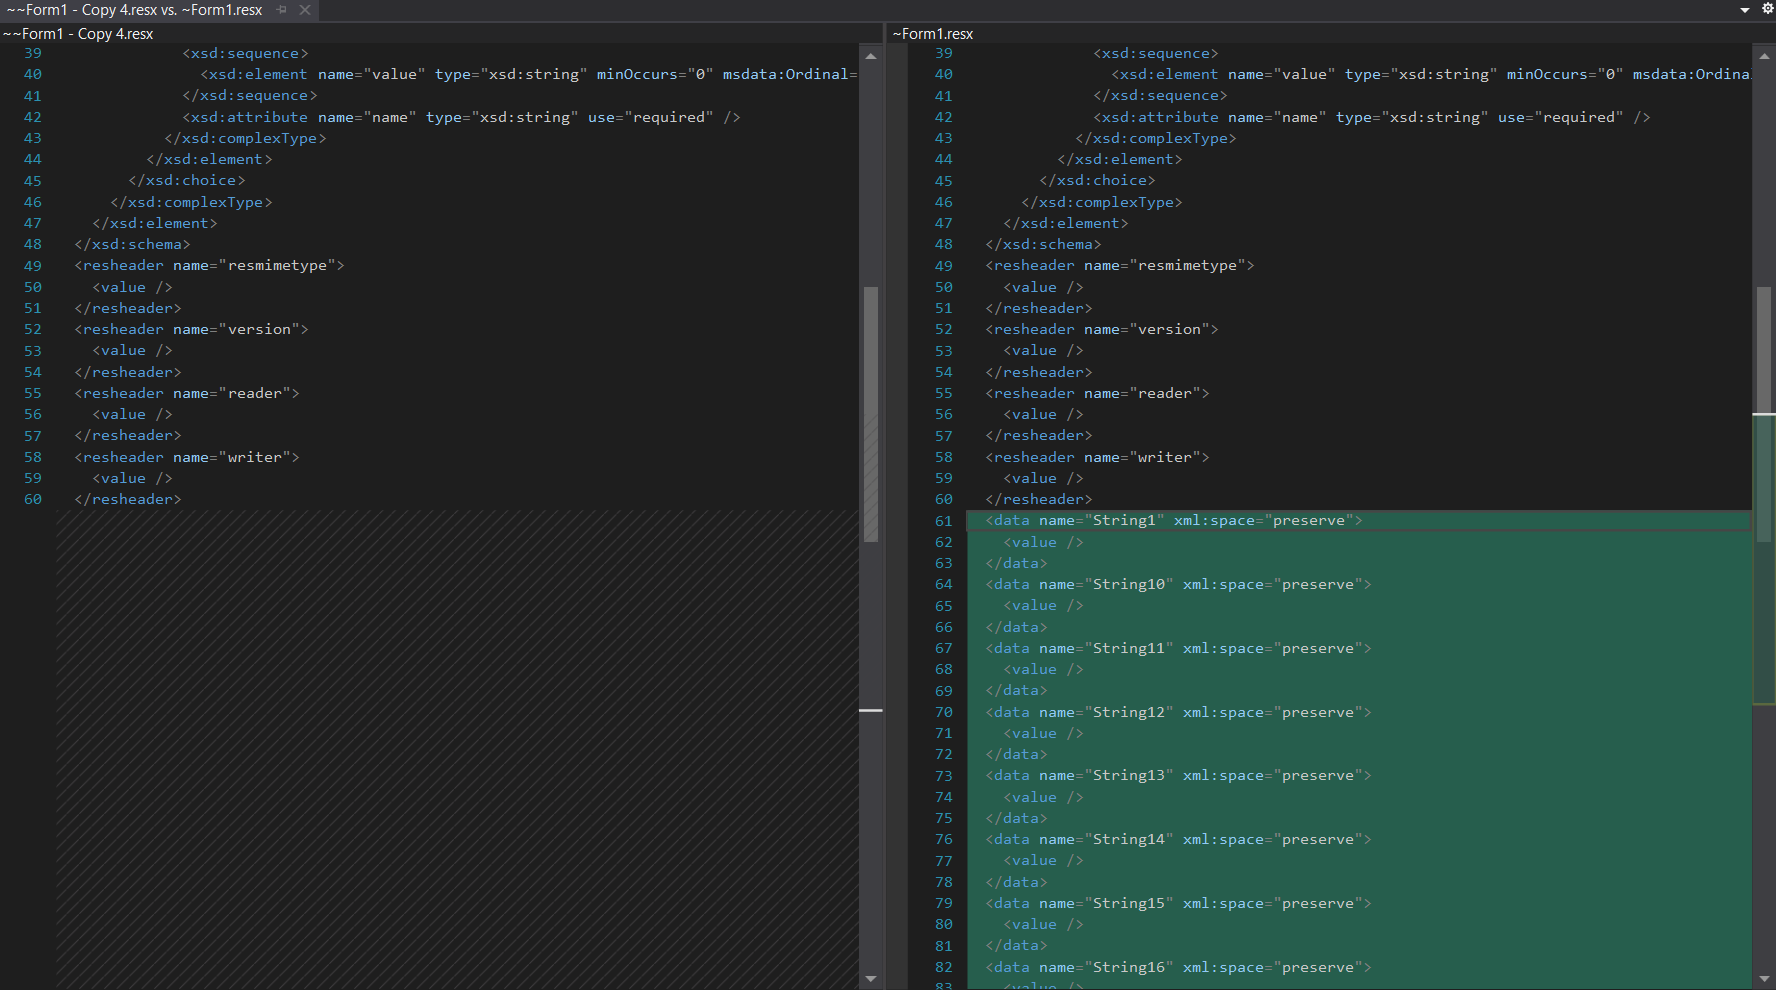 ~~Form1 - Copy 4.resx vs. ~Form1.resx
~~Form1 - Copy 4.resx
39 <xsd:sequence>
40 <xsd:element name="value" type="xsd:string" minOccurs="0" msdata:Ordinal=
41 </xsd:sequence>
42 <xsd:attribute name="name" type="xsd:string" use="required" />
43 </xsd:complexType>
44 </xsd:element>
45 </xsd:choice>
46 </xsd:complexType>
47 </xsd:element>
48 </xsd:schema>
49 <resheader name="resmimetype">
50 <value />
51 </resheader>
52 <resheader name="version">
53 <value />
54 </resheader>
55 <resheader name="reader">
56 <value />
57 </resheader>
58 <resheader name="writer">
59 <value />
60 </resheader>
~Form1.resx
39 <xsd:sequence>
40 <xsd:element name="value" type="xsd:string" minOccurs="0" msdata:Ordina
41 </xsd:sequence>
42 <xsd:attribute name="name" type="xsd:string" use="required" />
43 </xsd:complexType>
44 </xsd:element>
45 </xsd:choice>
46 </xsd:complexType>
47 </xsd:element>
48 </xsd:schema>
49 <resheader name="resmimetype">
50 <value />
51 </resheader>
52 <resheader name="version">
53 <value />
54 </resheader>
55 <resheader name="reader">
56 <value />
57 </resheader>
58 <resheader name="writer">
59 <value />
60 </resheader>
61 <data name="String1" xml:space="preserve">
62 <value />
63 </data>
64 <data name="String10" xml:space="preserve">
65 <value />
66 </data>
67 <data name="String11" xml:space="preserve">
68 <value />
69 </data>
70 <data name="String12" xml:space="preserve">
71 <value />
72 </data>
73 <data name="String13" xml:space="preserve">
74 <value />
75 </data>
76 <data name="String14" xml:space="preserve">
77 <value />
78 </data>
79 <data name="String15" xml:space="preserve">
80 <value />
81 </data>
82 <data name="String16" xml:space="preserve">
83 <value />